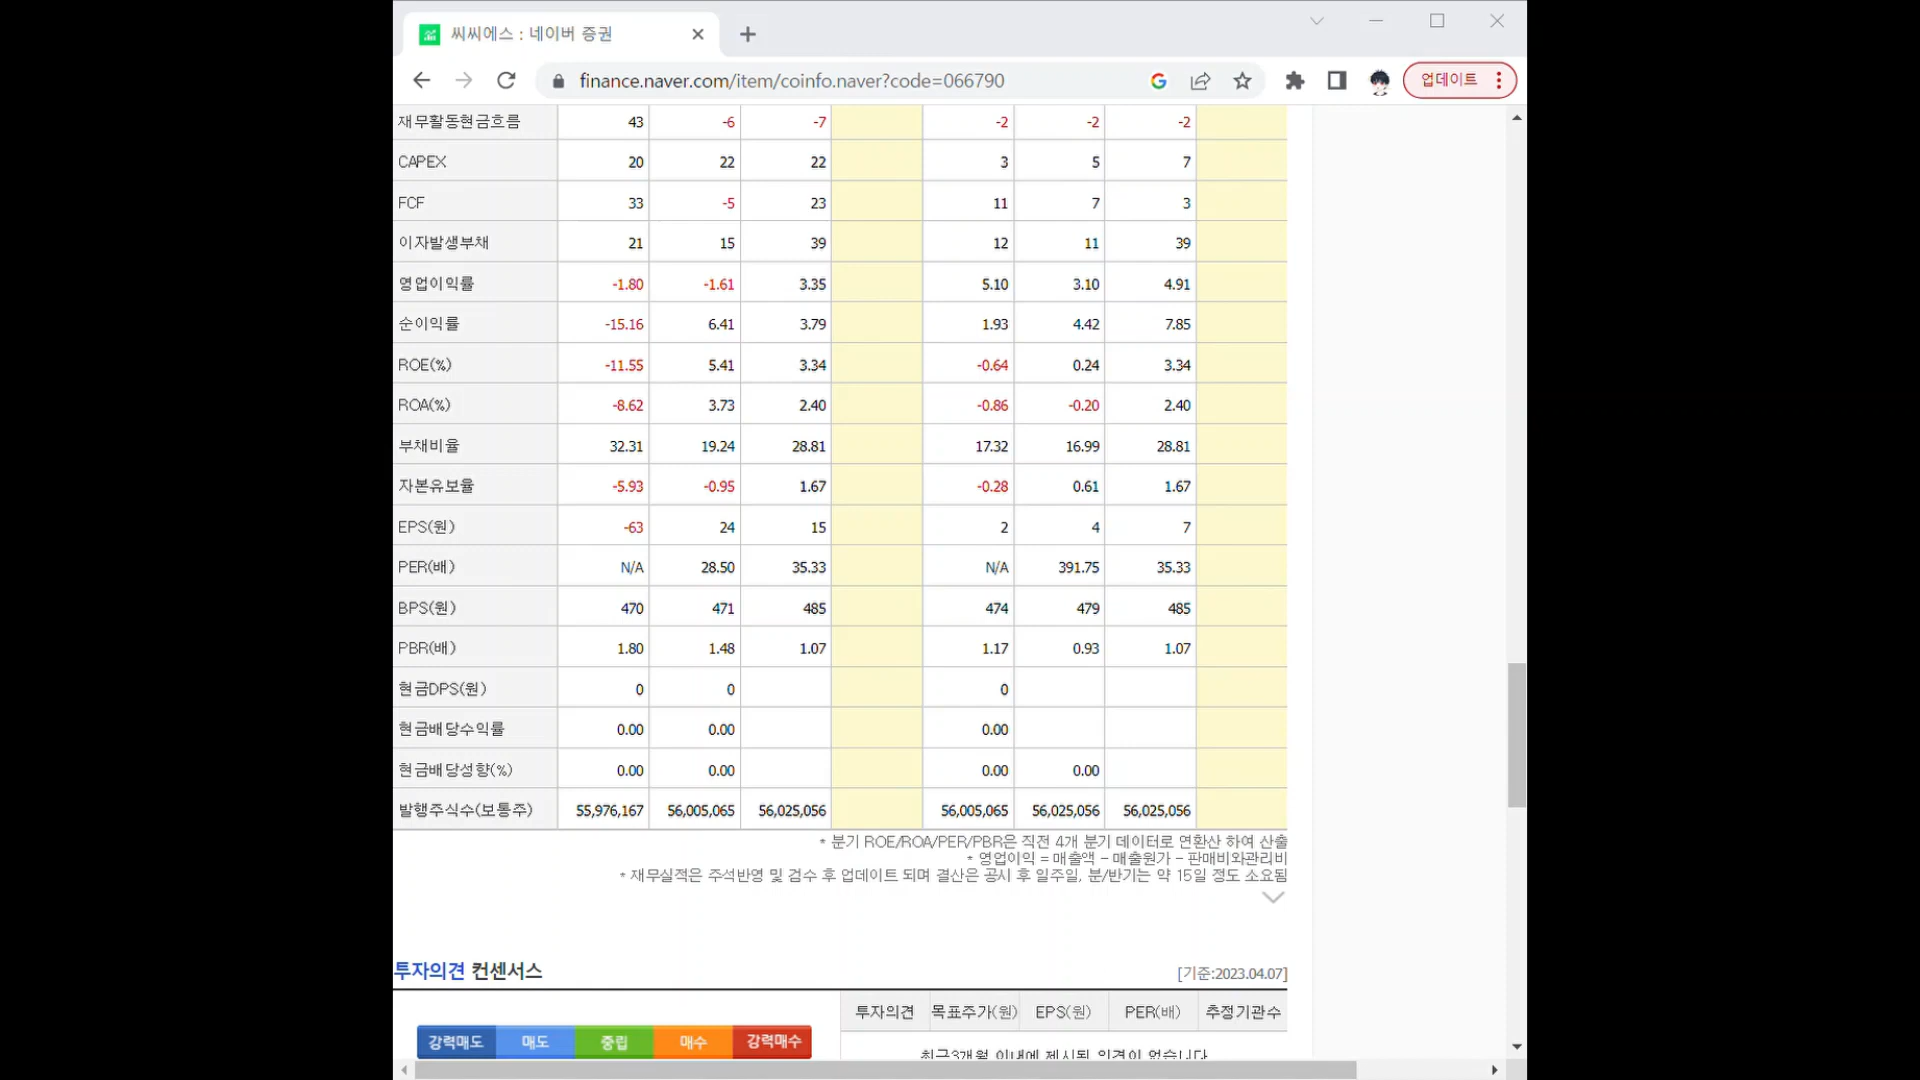 씨씨에스 : 네이버 증권
finance.naver.com/item/coinfo.naver?code=066790
업데이트
재무활동현금흐름 43 -6 -7 -2 -2 -2
CAPEX 20 22 22 3 5 7
FCF 33 -5 23 11 7 3
이자발생부채 21 15 39 12 11 39
영업이익률 -1.80 -1.61 3.35 5.10 3.10 4.91
순이익률 -15.16 6.41 3.79 1.93 4.42 7.85
ROE(%) -11.55 5.41 3.34 -0.64 0.24 3.34
ROA(%) -8.62 3.73 2.40 -0.86 -0.20 2.40
부채비율 32.31 19.24 28.81 17.32 16.99 28.81
자본유보율 -5.93 -0.95 1.67 -0.28 0.61 1.67
EPS(원) -63 24 15 2 4 7
PER(배) N/A 28.50 35.33 N/A 391.75 35.33
BPS(원) 470 471 485 474 479 485
PBR(배) 1.80 1.48 1.07 1.17 0.93 1.07
현금DPS(원) 0 0 0
현금배당수익률 0.00 0.00 0.00
현금배당성향(%) 0.00 0.00 0.00 0.00
발행주식수(보통주) 55,976,167 56,005,065 56,025,056 56,005,065 56,025,056 56,025,056
* 분기 ROE/ROA/PER/PBR은 직전 4개 분기 데이터로 연환산 하여 산출
* 영업이익 = 매출액 - 매출원가 - 판매비와관리비
* 재무실적은 주석반영 및 검수 후 업데이트 되며 결산은 공시 후 일주일, 분/반기는 약 15일 정도 소요됨
투자의견 컨센서스 [기준:2023.04.07]
투자의견 목표주가(원) EPS(원) PER(배) 추정기관수
강력매도 매도 중립 매수 강력매수
최근3개월 이내에 제시된 의견이 없습니다